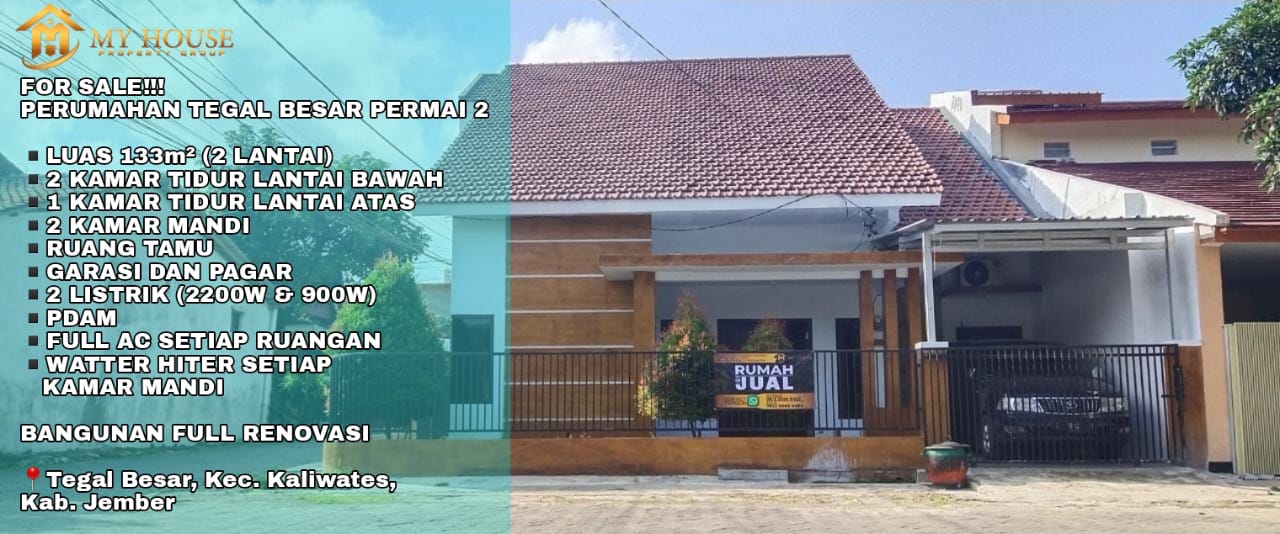 MY HOUSE
PROPERTY GROUP
FOR SALE!!!
PERUMAHAN TEGAL BESAR PERMAI 2
▪ LUAS 133m² (2 LANTAI)
▪ 2 KAMAR TIDUR LANTAI BAWAH
▪ 1 KAMAR TIDUR LANTAI ATAS
▪ 2 KAMAR MANDI
▪ RUANG TAMU
▪ GARASI DAN PAGAR
▪ 2 LISTRIK (2200W & 900W)
▪ PDAM
▪ FULL AC SETIAP RUANGAN
▪ WATTER HITER SETIAP
KAMAR MANDI
BANGUNAN FULL RENOVASI
📍Tegal Besar, Kec. Kaliwates,
Kab. Jember
RUMAH
JUAL